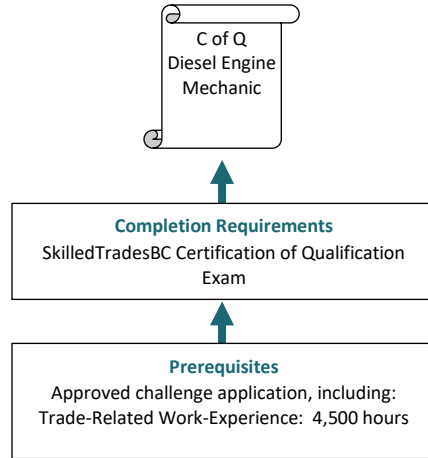 C of Q
Diesel Engine
Mechanic
Completion Requirements
SkilledTradesBC Certification of Qualification
Exam
Prerequisites
Approved challenge application, including:
Trade-Related Work-Experience: 4,500 hours